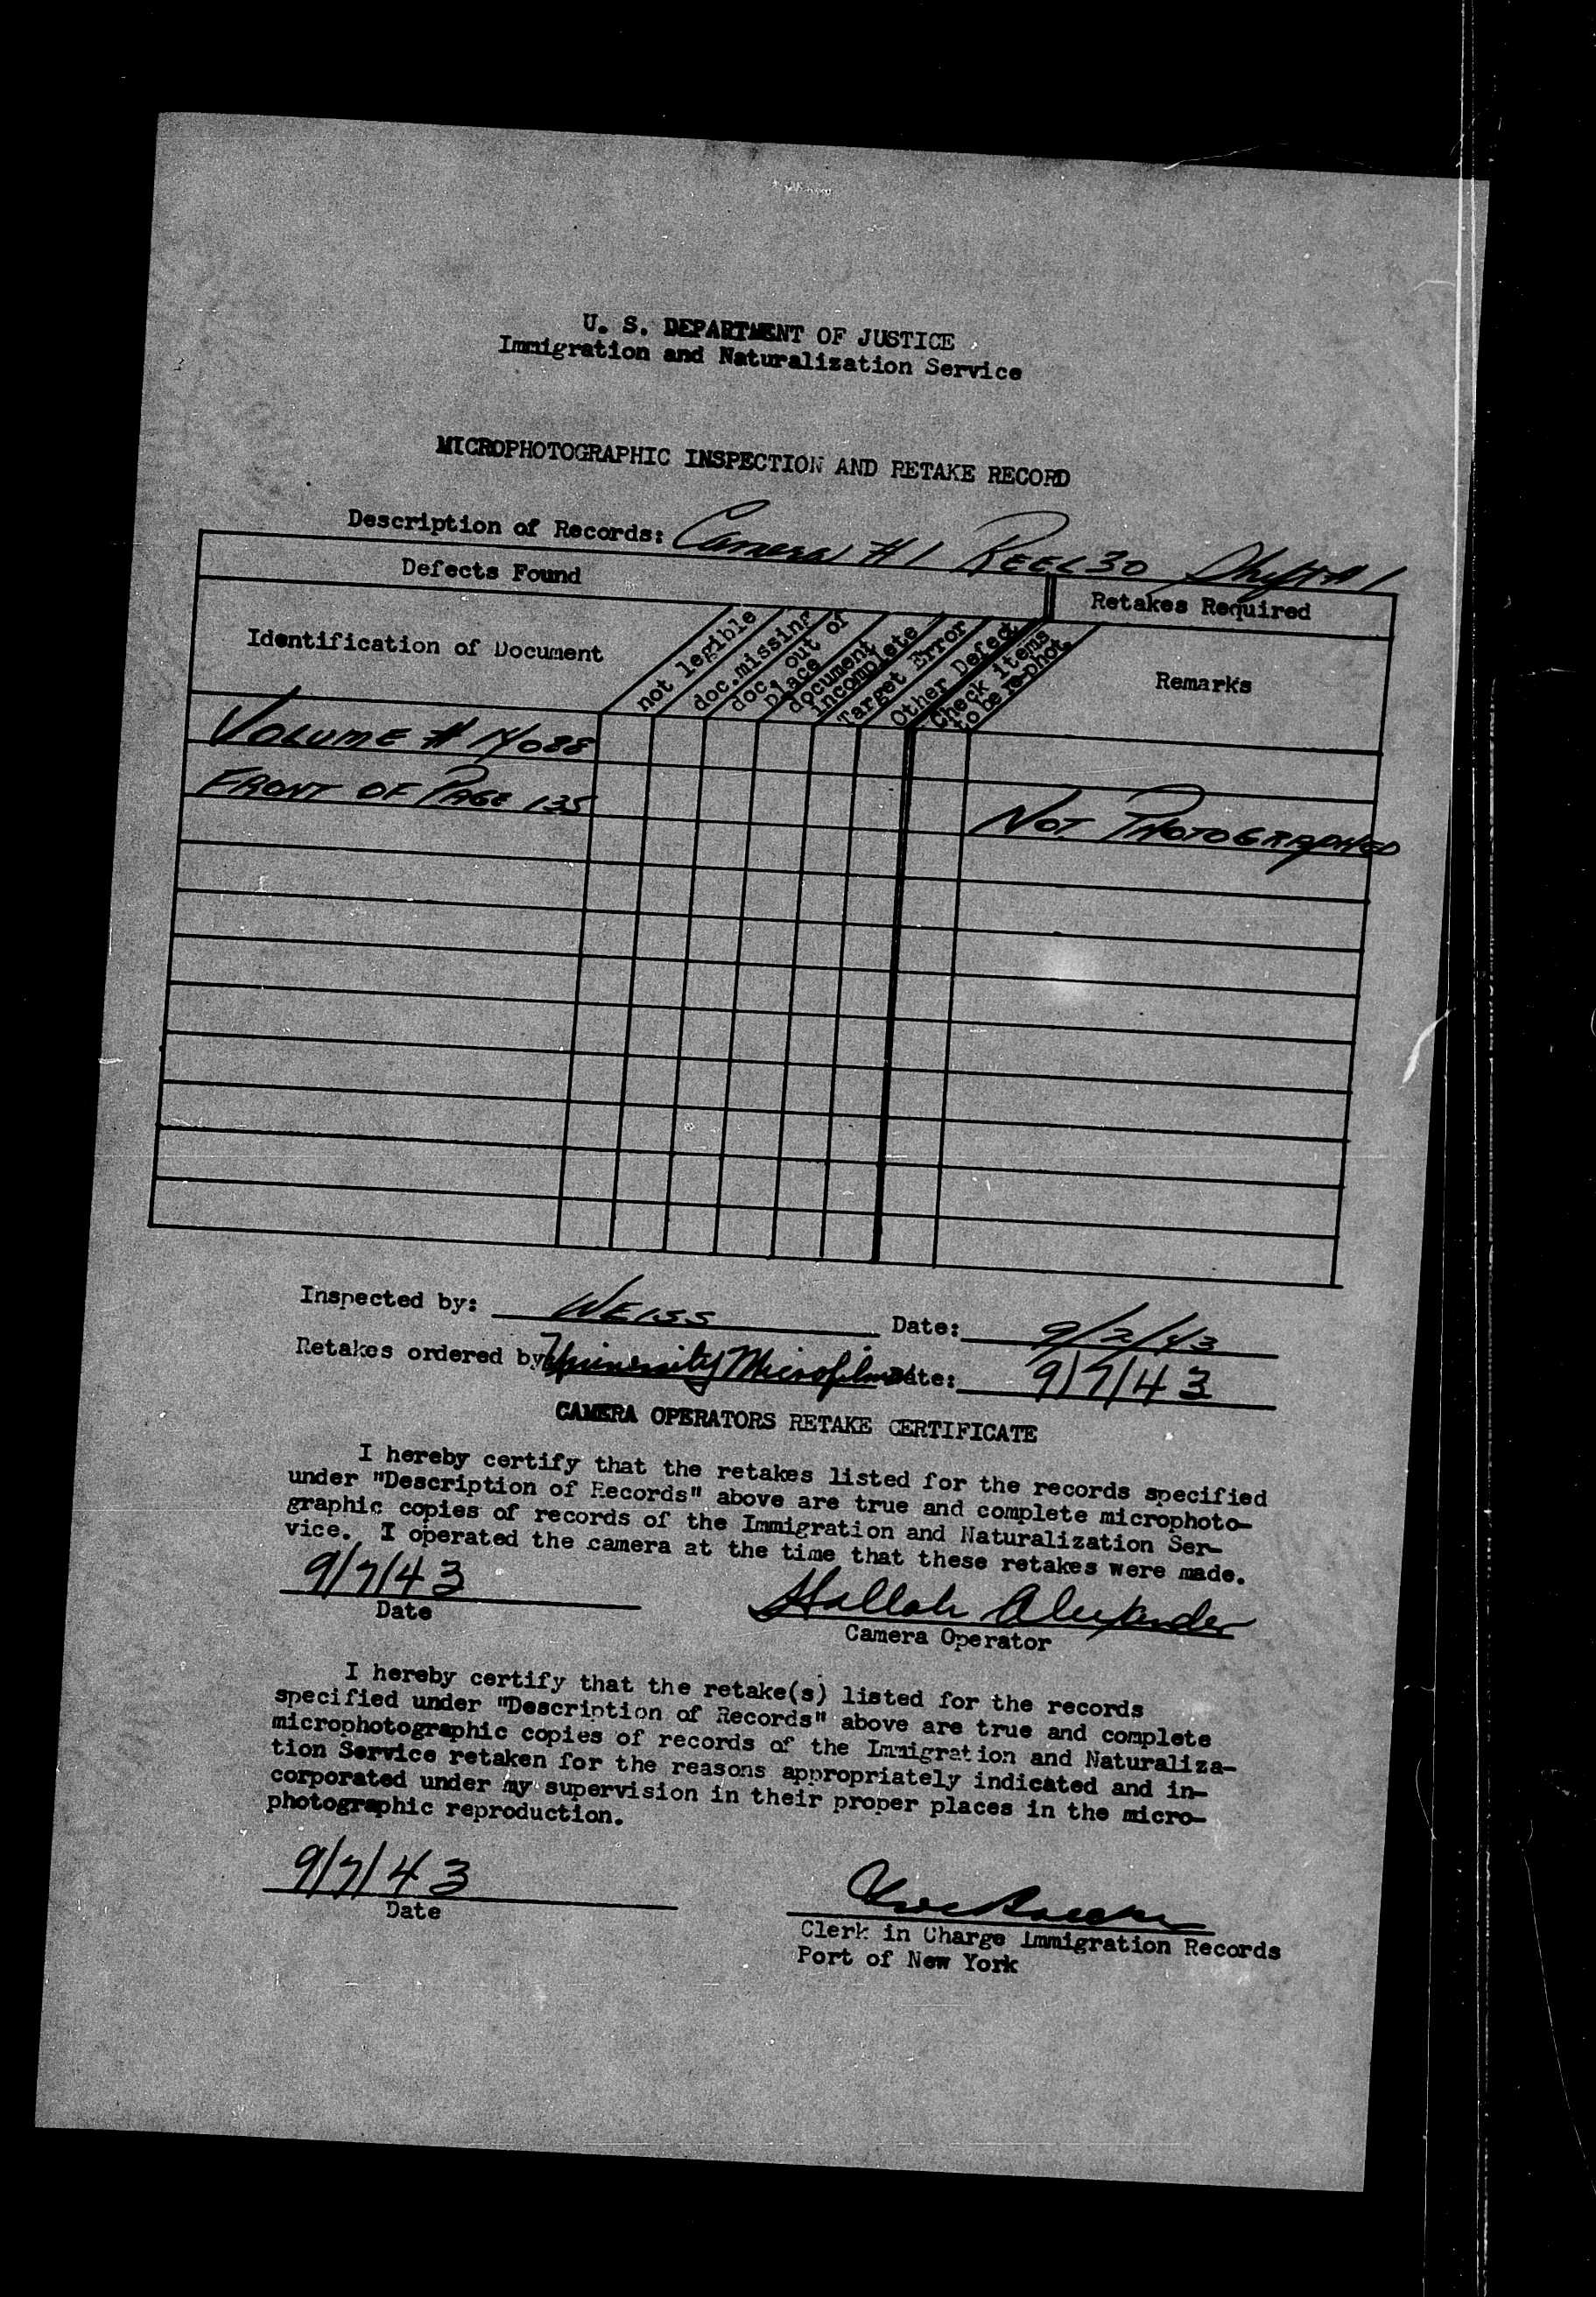 U. S. DEPARTMENT OF JUSTICE
Immigration and Naturalization Service
MICROPHOTOGRAPHIC INSPECTION AND RETAKE RECORD
Description of Records: Camera #1 REEL 30 Shift #1
Defects Found
Retakes Required
Identification of Document
not legible
doc. missing
doc. out of
place
document
incomplete
Target Error
Other Defect
Check items
to be re-phot.
Remarks
VOLUME # 14088
FRONT OF PAGE 135
NOT PHOTOGRAPHED
Inspected by: WEISS Date: 9/2/43
Retakes ordered by University Microfilms Date: 9/7/43
CAMERA OPERATORS RETAKE CERTIFICATE
I hereby certify that the retakes listed for the records specified
under "Description of Records" above are true and complete microphoto-
graphic copies of records of the Immigration and Naturalization Ser-
vice. I operated the camera at the time that these retakes were made.
9/7/43
Date
Alexander
Camera Operator
I hereby certify that the retake(s) listed for the records
specified under "Description of Records" above are true and complete
microphotographic copies of records of the Immigration and Naturaliza-
tion Service retaken for the reasons appropriately indicated and in-
corporated under my supervision in their proper places in the micro-
photographic reproduction.
9/7/43
Date
Clerk in Charge Immigration Records
Port of New York